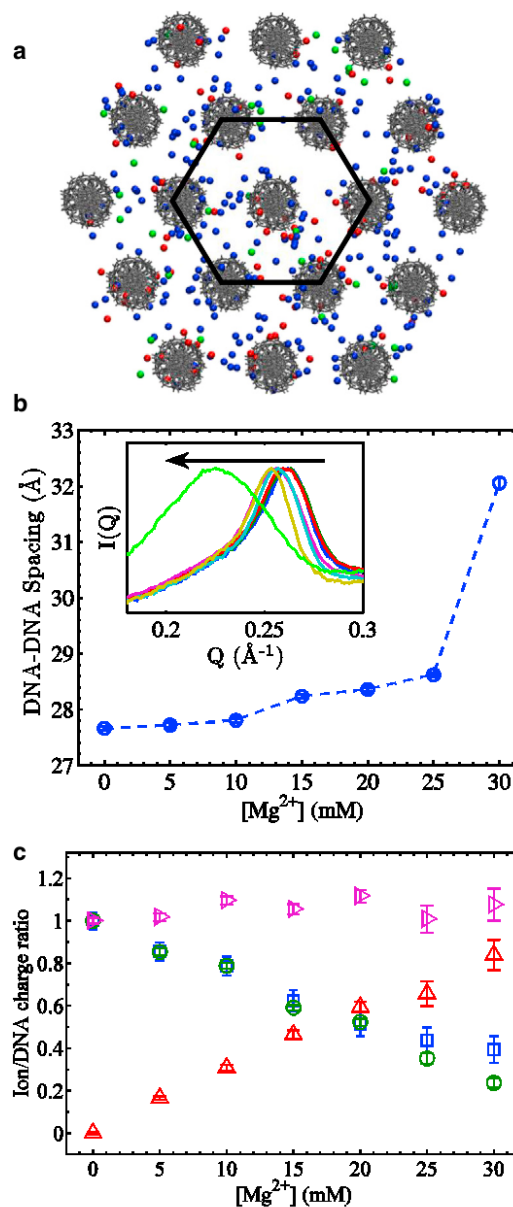 a
b
33
32
31
30
29
28
27
DNA-DNA Spacing (Å)
I(Q)
0.2 0.25 0.3
Q (Å⁻¹)
0 5 10 15 20 25 30
[Mg²⁺] (mM)
c
1.2
1
0.8
0.6
0.4
0.2
0
Ion/DNA charge ratio
0 5 10 15 20 25 30
[Mg²⁺] (mM)